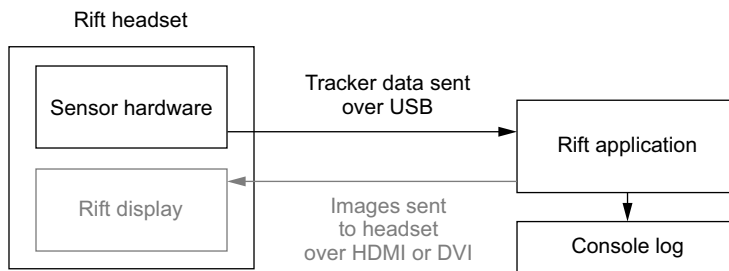 Rift headset
Sensor hardware
Tracker data sent
over USB
Rift application
Rift display
Images sent
to headset
over HDMI or DVI
Console log